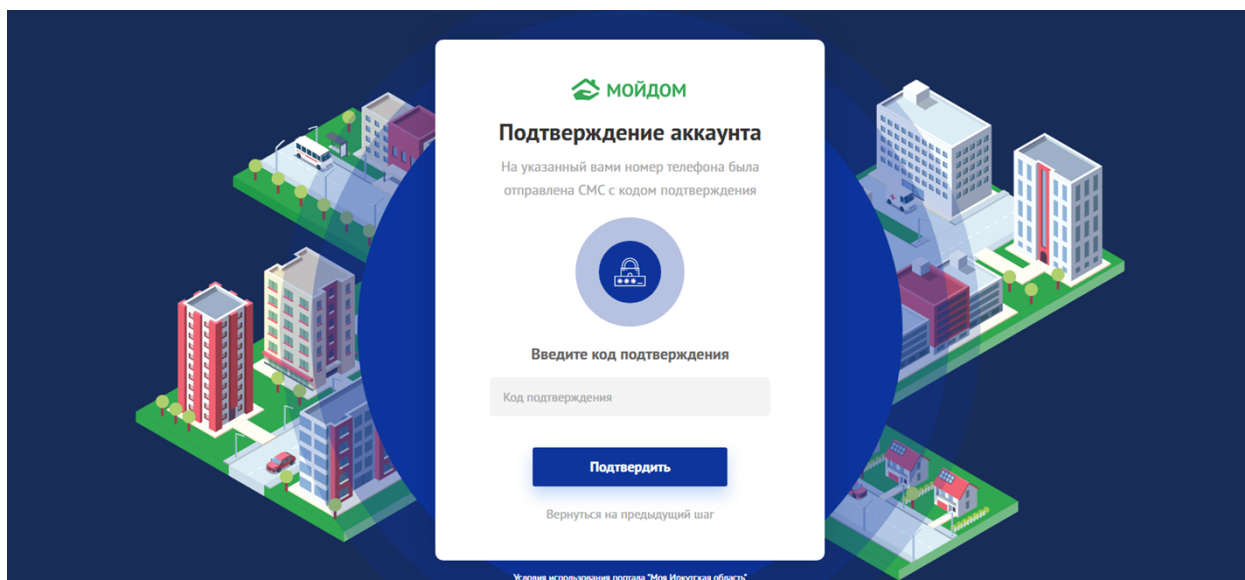 МОЙДОМ
Подтверждение аккаунта
На указанный вами номер телефона была
отправлена СМС с кодом подтверждения
***_
Введите код подтверждения
Код подтверждения
Подтвердить
Вернуться на предыдущий шаг
Условия использования портала "Моя Иркутская область"